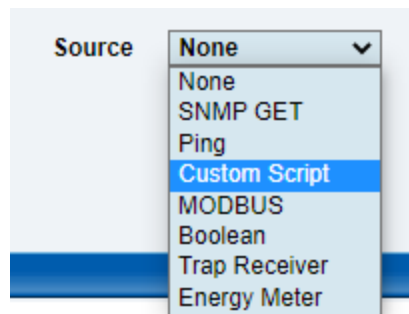 Source None
None
SNMP GET
Ping
Custom Script
MODBUS
Boolean
Trap Receiver
Energy Meter